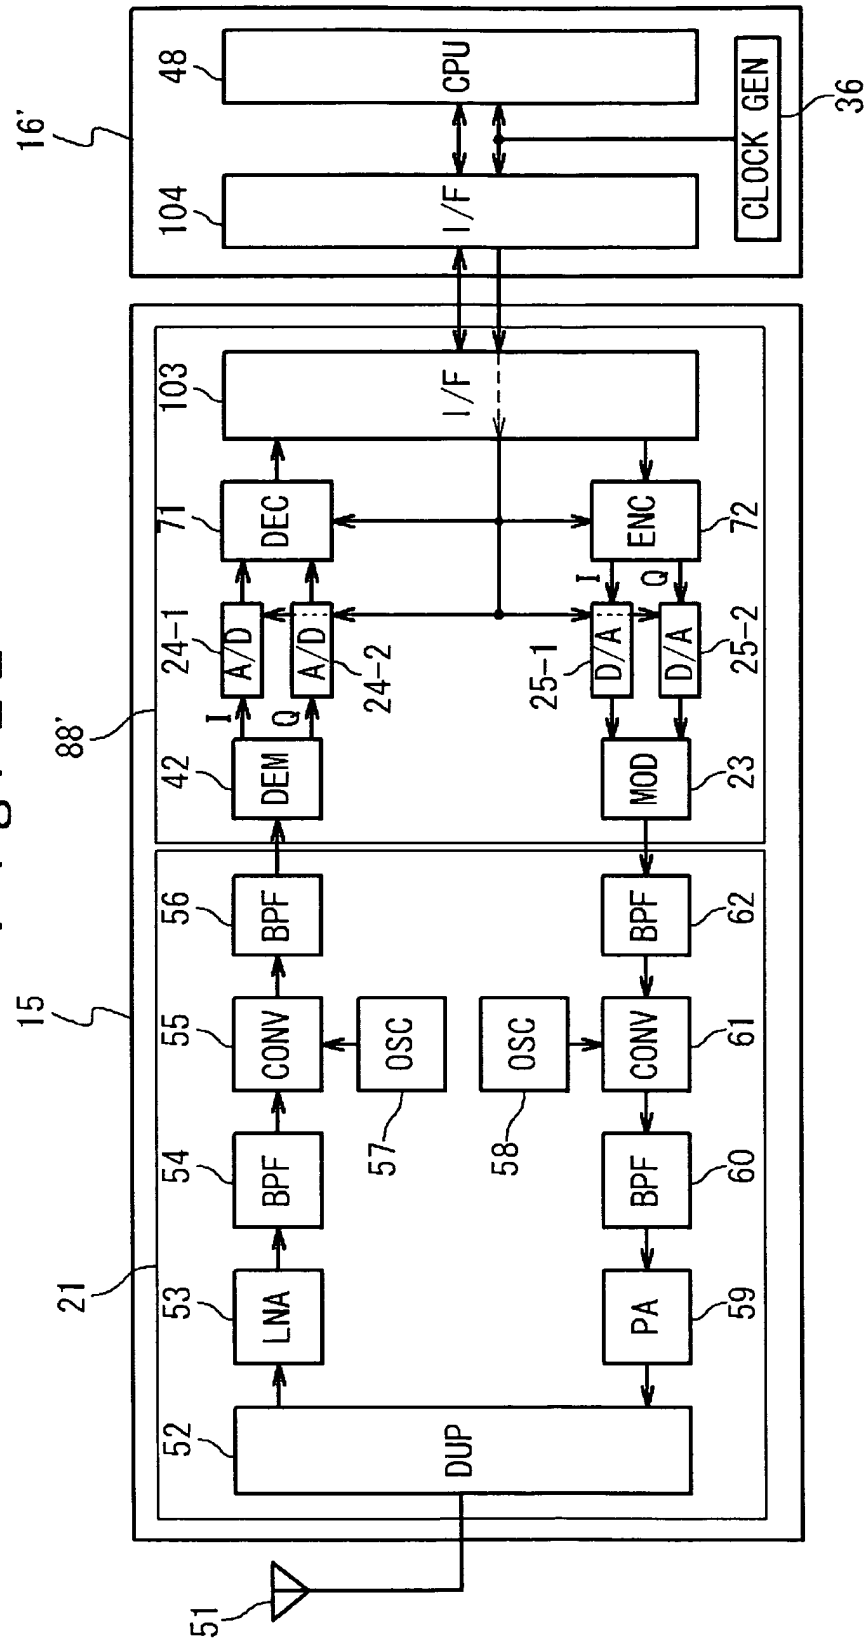 15
16'
21
88'
51
52
53
54
55
56
42
24-1
71
103
104
48
DUP
LNA
BPF
CONV
BPF
DEM
I
Q
A/D
A/D
24-2
DEC
I/F
I/F
CPU
OSC
57
OSC
58
PA
BPF
CONV
BPF
MOD
25-1
D/A
D/A
I
Q
ENC
CLOCK GEN
59
60
61
62
23
25-2
72
36